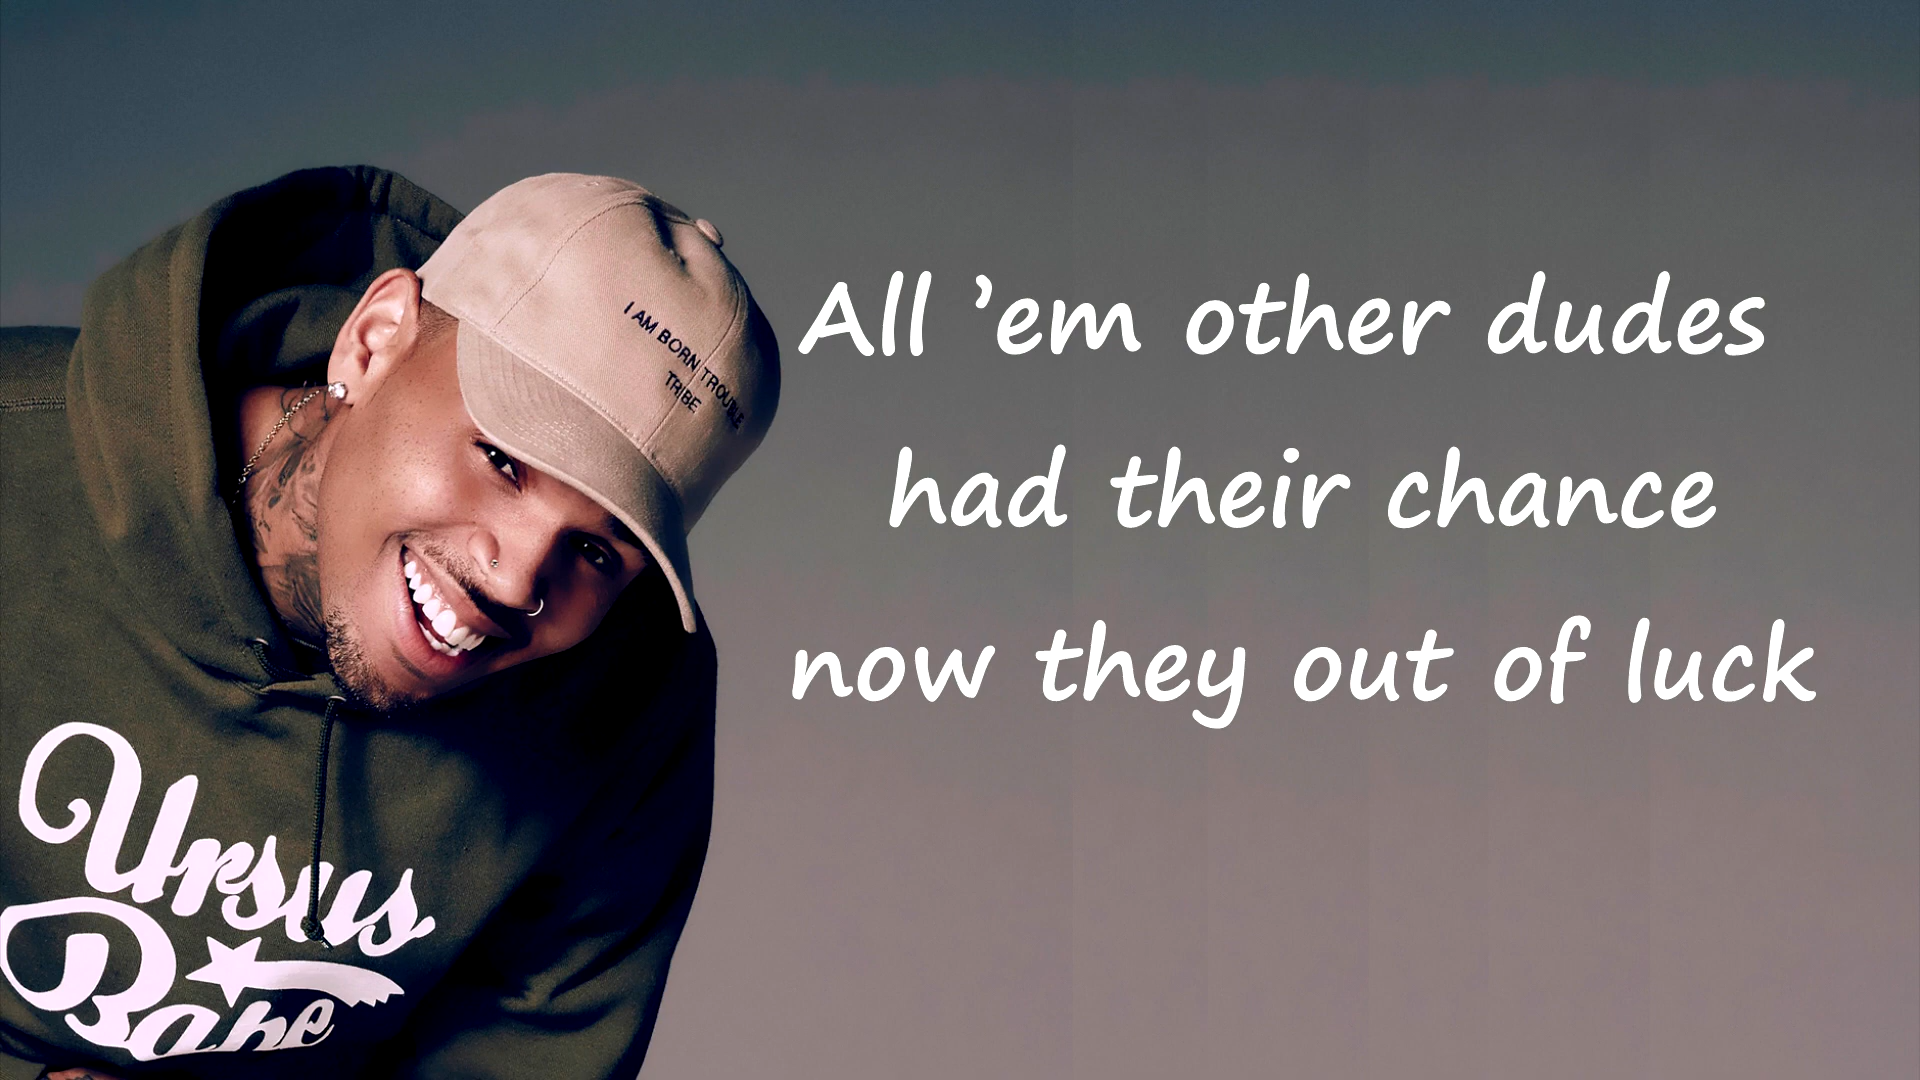 I AM BORN TROUBLE
TRIBE
All ’em other dudes
had their chance
now they out of luck
Ursus
Bape